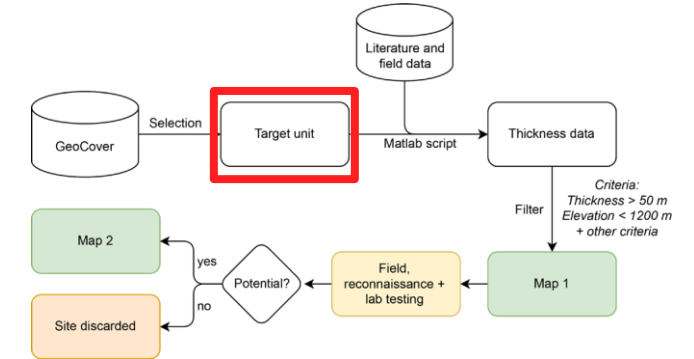 Literature and
field data
GeoCover
Selection
Target unit
Matlab script
Thickness data
Filter
Criteria:
Thickness > 50 m
Elevation < 1200 m
+ other criteria
Map 2
yes
Potential?
no
Field,
reconnaissance +
lab testing
Map 1
Site discarded